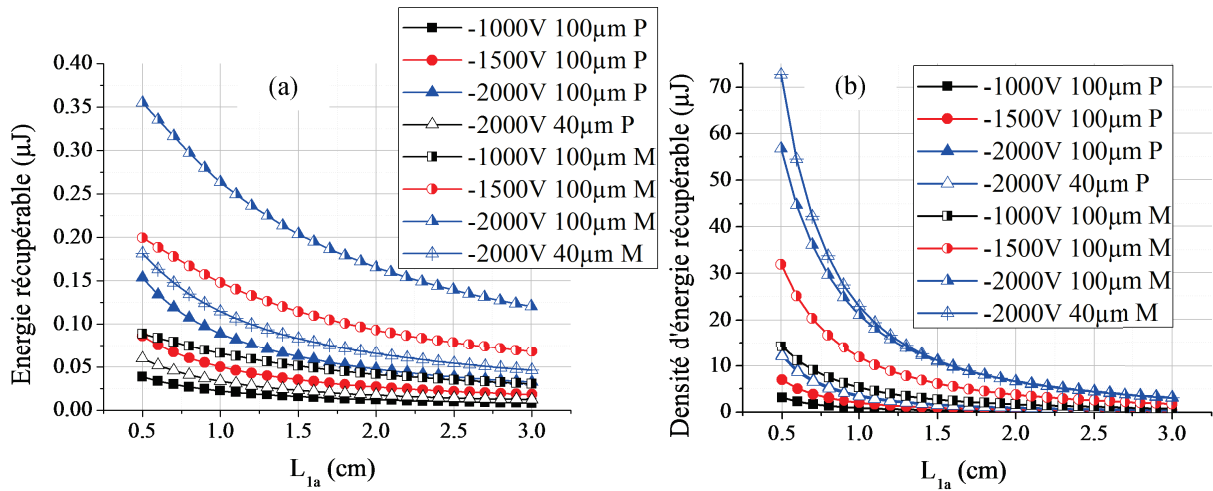 (a)
-1000V 100µm P
-1500V 100µm P
-2000V 100µm P
-2000V 40µm P
-1000V 100µm M
-1500V 100µm M
-2000V 100µm M
-2000V 40µm M
Energie récupérable (µJ)
0.40
0.35
0.30
0.25
0.20
0.15
0.10
0.05
0.00
0.5 1.0 1.5 2.0 2.5 3.0
L1a (cm)
(b)
-1000V 100µm P
-1500V 100µm P
-2000V 100µm P
-2000V 40µm P
-1000V 100µm M
-1500V 100µm M
-2000V 100µm M
-2000V 40µm M
Densité d'énergie récupérable (µJ)
70
60
50
40
30
20
10
0
0.5 1.0 1.5 2.0 2.5 3.0
L1a (cm)